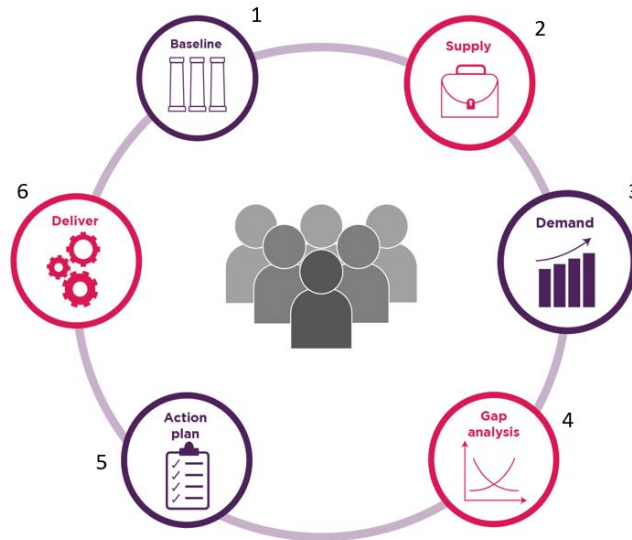 1
Baseline
2
Supply
3
Demand
4
Gap
analysis
5
Action
plan
6
Deliver